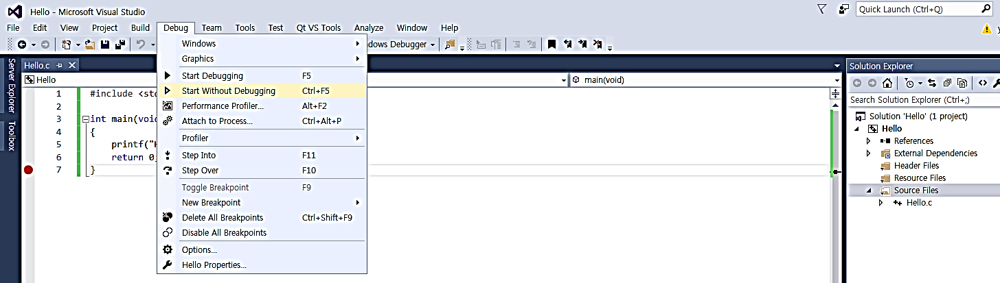 Hello - Microsoft Visual Studio
Quick Launch (Ctrl+Q)
File Edit View Project Build Debug Team Tools Test Qt VS Tools Analyze Window Help
Windows Debugger
Server Explorer
Toolbox
Hello.c
Hello
main(void)
1 #include <std
2
3 int main(void
4 {
5 printf("H
6 return 0;
7 }
Windows
Graphics
Start Debugging F5
Start Without Debugging Ctrl+F5
Performance Profiler... Alt+F2
Attach to Process... Ctrl+Alt+P
Profiler
Step Into F11
Step Over F10
Toggle Breakpoint F9
New Breakpoint
Delete All Breakpoints Ctrl+Shift+F9
Disable All Breakpoints
Options...
Hello Properties...
Solution Explorer
Search Solution Explorer (Ctrl+;)
Solution 'Hello' (1 project)
Hello
References
External Dependencies
Header Files
Resource Files
Source Files
Hello.c